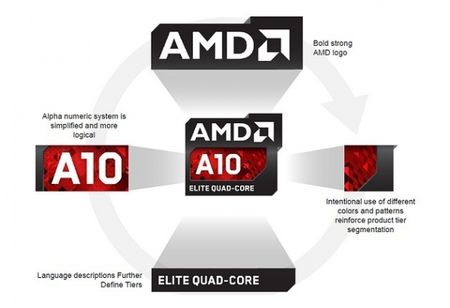 AMD
Bold strong
AMD logo
Alpha numeric system is
simplified and more
logical
A10
AMD
A10
ELITE QUAD-CORE
Intentional use of different
colors and patterns
reinforce product tier
segmentation
Language descriptions Further
Define Tiers
ELITE QUAD-CORE